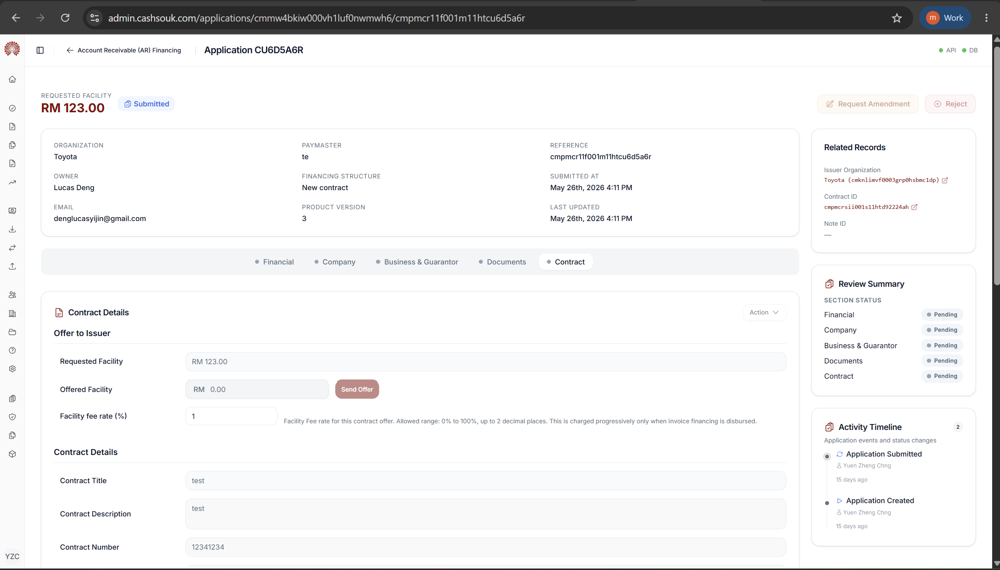 admin.cashsouk.com/applications/cmmw4bkiw000vh1luf0nwmwh6/cmpmcr11f001m11htcu6d5a6r
m Work
Account Receivable (AR) Financing
Application CU6D5A6R
API DB
REQUESTED FACILITY
RM 123.00
Submitted
Request Amendment
Reject
ORGANIZATION
Toyota
PAYMASTER
te
REFERENCE
cmpmcr11f001m11htcu6d5a6r
OWNER
Lucas Deng
FINANCING STRUCTURE
New contract
SUBMITTED AT
May 26th, 2026 4:11 PM
EMAIL
denglucasyijin@gmail.com
PRODUCT VERSION
3
LAST UPDATED
May 26th, 2026 4:11 PM
Related Records
Issuer Organization
Toyota (cmknlimvf0003grp0hsbmc1dp)
Contract ID
cmpmcrsii001s11htd92224ah
Note ID
—
Financial
Company
Business & Guarantor
Documents
Contract
Contract Details
Action
Offer to Issuer
Requested Facility
RM 123.00
Offered Facility
RM 0.00
Send Offer
Facility fee rate (%)
1
Facility Fee rate for this contract offer. Allowed range: 0% to 100%, up to 2 decimal places. This is charged progressively only when invoice financing is disbursed.
Contract Details
Contract Title
test
Contract Description
test
Contract Number
12341234
Review Summary
SECTION STATUS
Financial Pending
Company Pending
Business & Guarantor Pending
Documents Pending
Contract Pending
Activity Timeline
2
Application events and status changes
Application Submitted
Yuen Zheng Chng
15 days ago
Application Created
Yuen Zheng Chng
15 days ago
YZC